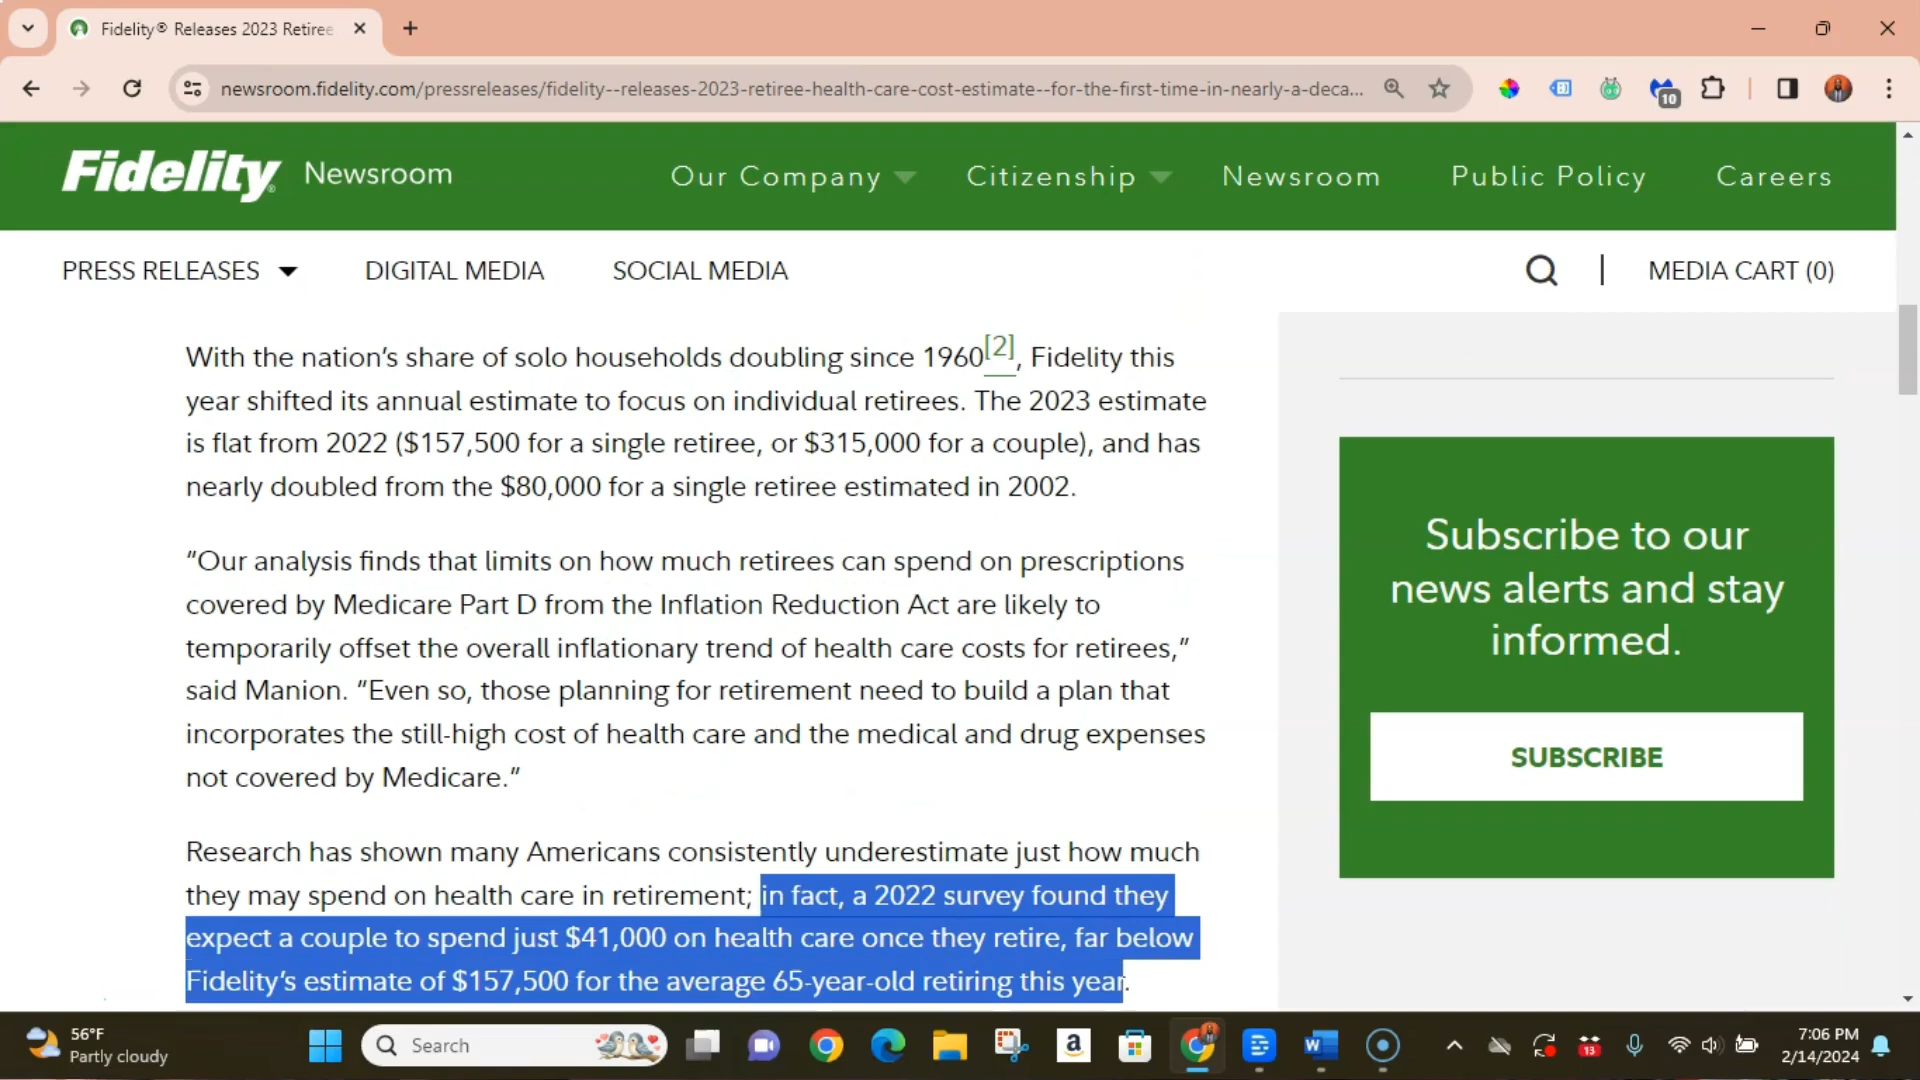 Fidelity® Releases 2023 Retiree
newsroom.fidelity.com/pressreleases/fidelity--releases-2023-retiree-health-care-cost-estimate--for-the-first-time-in-nearly-a-deca...
10
Fidelity® Newsroom
Our Company
Citizenship
Newsroom
Public Policy
Careers
PRESS RELEASES
DIGITAL MEDIA
SOCIAL MEDIA
MEDIA CART (0)
With the nation’s share of solo households doubling since 1960[2], Fidelity this
year shifted its annual estimate to focus on individual retirees. The 2023 estimate
is flat from 2022 ($157,500 for a single retiree, or $315,000 for a couple), and has
nearly doubled from the $80,000 for a single retiree estimated in 2002.
“Our analysis finds that limits on how much retirees can spend on prescriptions
covered by Medicare Part D from the Inflation Reduction Act are likely to
temporarily offset the overall inflationary trend of health care costs for retirees,”
said Manion. “Even so, those planning for retirement need to build a plan that
incorporates the still-high cost of health care and the medical and drug expenses
not covered by Medicare.”
Research has shown many Americans consistently underestimate just how much
they may spend on health care in retirement; in fact, a 2022 survey found they
expect a couple to spend just $41,000 on health care once they retire, far below
Fidelity’s estimate of $157,500 for the average 65-year-old retiring this year.
Subscribe to our
news alerts and stay
informed.
SUBSCRIBE
56°F
Partly cloudy
Search
a
W
13
7:06 PM
2/14/2024